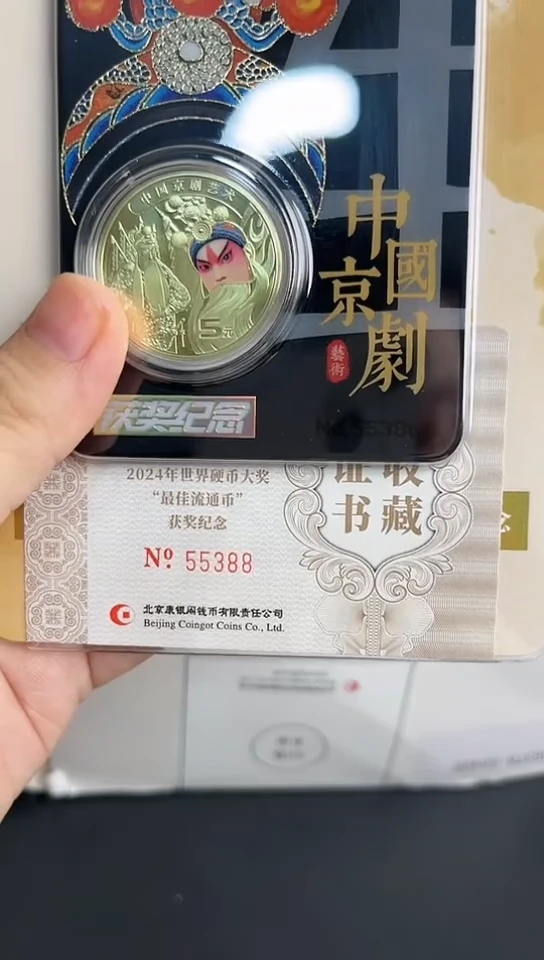 中国京剧艺术
5元
中國
京劇
藝術
获奖纪念
2024年世界硬币大奖
“最佳流通币”
获奖纪念
Nº 55388
证收
书藏
北京康银阁钱币有限责任公司
Beijing Coingot Coins Co., Ltd.
念